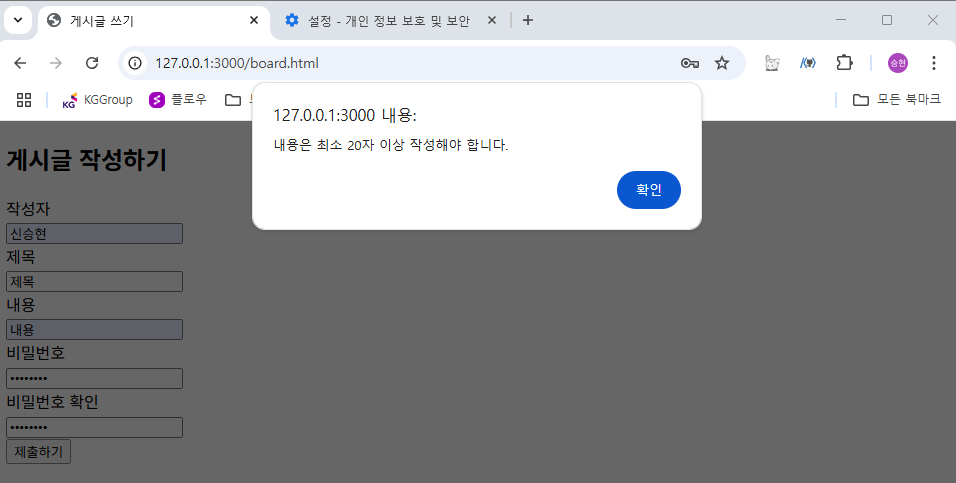 게시글 쓰기
설정 - 개인 정보 보호 및 보안
127.0.0.1:3000/board.html
승현
KGGroup
플로우
모든 북마크
127.0.0.1:3000 내용:
내용은 최소 20자 이상 작성해야 합니다.
확인
게시글 작성하기
작성자
신승현
제목
제목
내용
내용
비밀번호
••••••••
비밀번호 확인
••••••••
제출하기